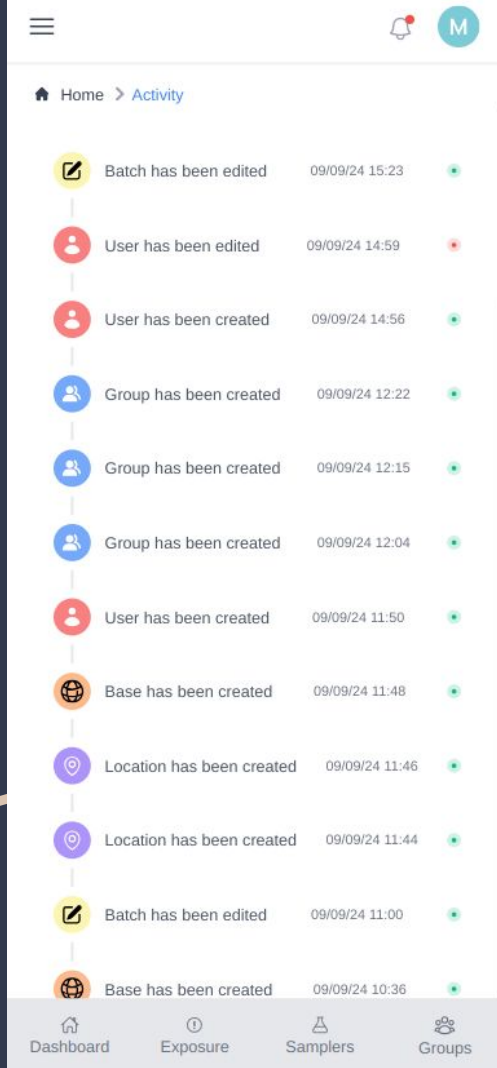 M
Home > Activity
Batch has been edited 09/09/24 15:23
User has been edited 09/09/24 14:59
User has been created 09/09/24 14:56
Group has been created 09/09/24 12:22
Group has been created 09/09/24 12:15
Group has been created 09/09/24 12:04
User has been created 09/09/24 11:50
Base has been created 09/09/24 11:48
Location has been created 09/09/24 11:46
Location has been created 09/09/24 11:44
Batch has been edited 09/09/24 11:00
Base has been created 09/09/24 10:36
Dashboard Exposure Samplers Groups